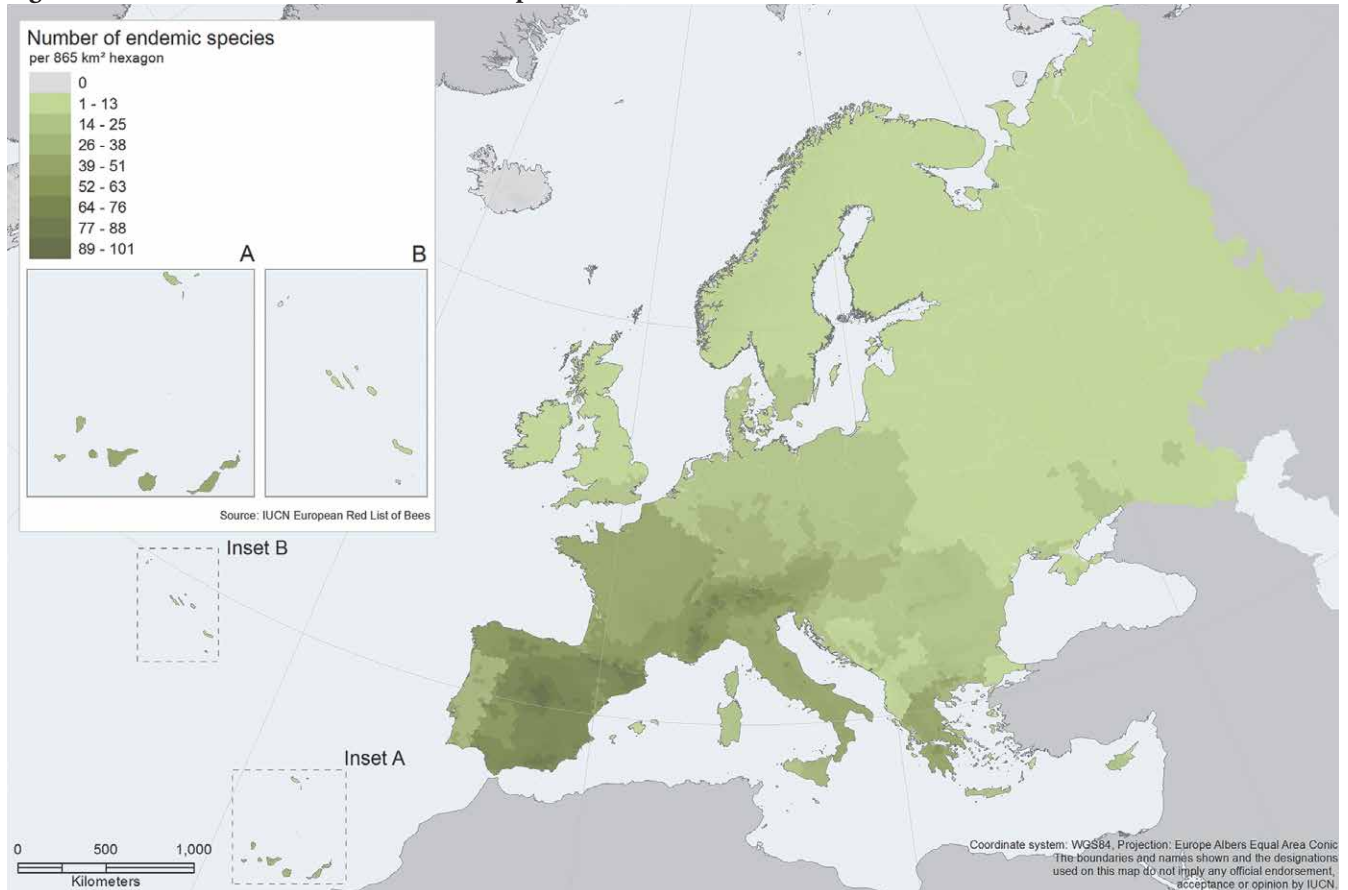 Number of endemic species
per 865 km² hexagon
0
1 - 13
14 - 25
26 - 38
39 - 51
52 - 63
64 - 76
77 - 88
89 - 101
A
B
Source: IUCN European Red List of Bees
Inset B
Inset A
0 500 1,000
Kilometers
Coordinate system: WGS84, Projection: Europe Albers Equal Area Conic
The boundaries and names shown and the designations
used on this map do not imply any official endorsement,
acceptance or opinion by IUCN.